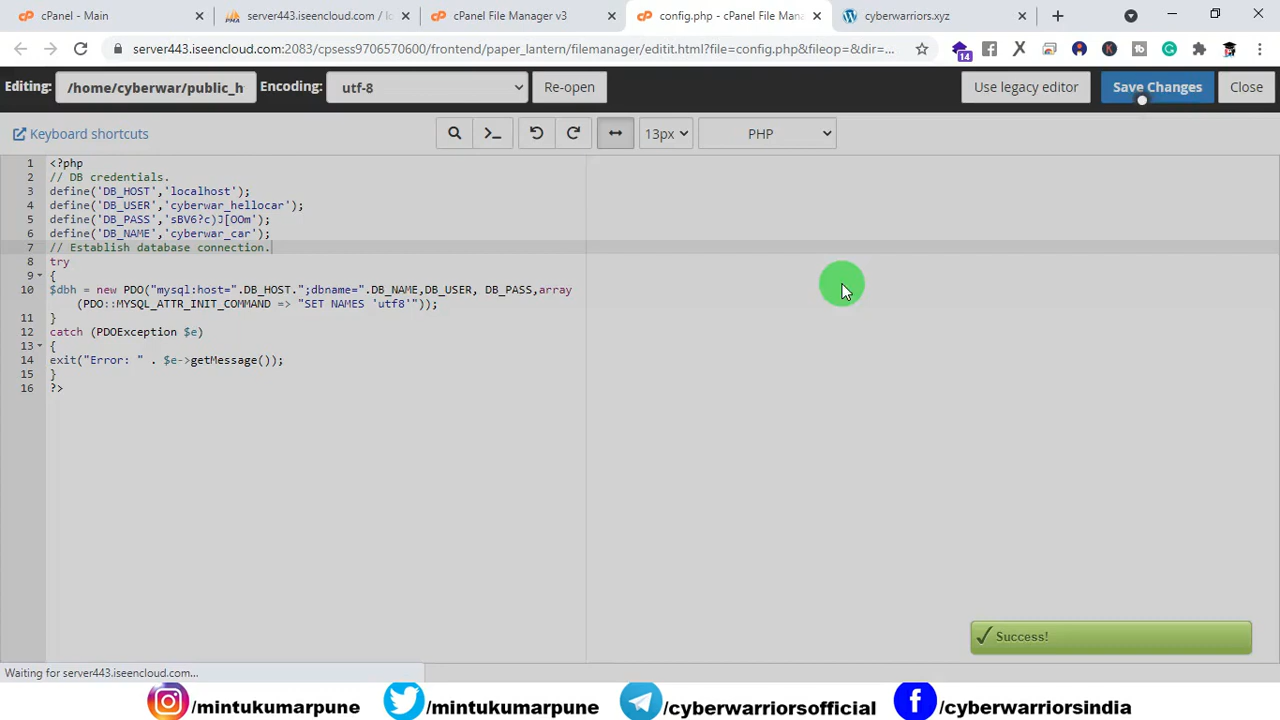 cPanel - Main
server443.iseencloud.com / lo
cPanel File Manager v3
config.php - cPanel File Mana
cyberwarriors.xyz
server443.iseencloud.com:2083/cpsess9706570600/frontend/paper_lantern/filemanager/editit.html?file=config.php&fileop=&dir=...
14
Editing:
/home/cyberwar/public_h
Encoding:
utf-8
Re-open
Use legacy editor
Save Changes
Close
Keyboard shortcuts
13px
PHP
1 <?php
2 // DB credentials.
3 define('DB_HOST','localhost');
4 define('DB_USER','cyberwar_hellocar');
5 define('DB_PASS','sBV6?c)J[OOm');
6 define('DB_NAME','cyberwar_car');
7 // Establish database connection.
8 try
9 {
10 $dbh = new PDO("mysql:host=".DB_HOST.";dbname=".DB_NAME,DB_USER, DB_PASS,array
(PDO::MYSQL_ATTR_INIT_COMMAND => "SET NAMES 'utf8'"));
11 }
12 catch (PDOException $e)
13 {
14 exit("Error: " . $e->getMessage());
15 }
16 ?>
Success!
Waiting for server443.iseencloud.com...
/mintukumarpune
/mintukumarpune
/cyberwarriorsofficial
/cyberwarriorsindia